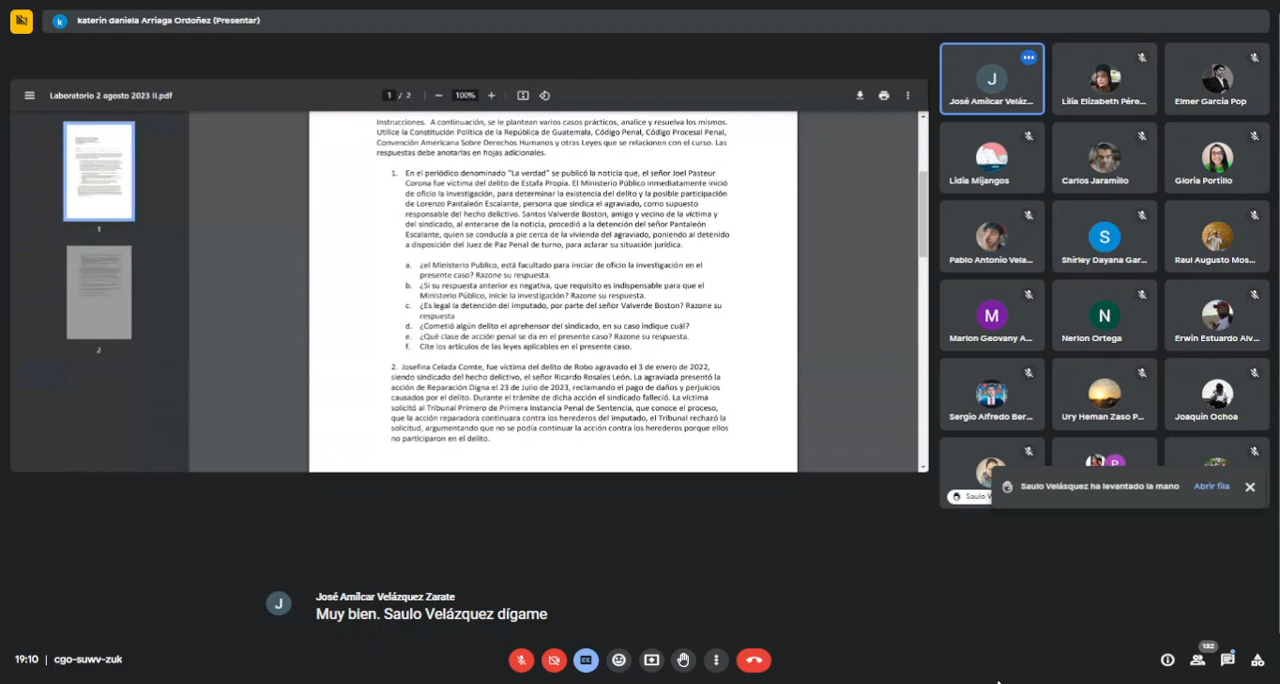 k
katerin daniela Arriaga Ordoñez (Presentar)
Laboratorio 2 agosto 2023 II.pdf
1 / 2
100%
1
2
Instrucciones. A continuación, se le plantean varios casos prácticos, analice y resuelva los mismos.
Utilice la Constitución Política de la República de Guatemala, Código Penal, Código Procesal Penal,
Convención Americana Sobre Derechos Humanos y otras Leyes que se relacionen con el curso. Las
respuestas debe anotarlas en hojas adicionales.
1. En el periódico denominado "La verdad" se publicó la noticia que, el señor Joel Pasteur
Corona fue víctima del delito de Estafa Propia. El Ministerio Público inmediatamente inició
de oficio la investigación, para determinar la existencia del delito y la posible participación
de Lorenzo Pantaleón Escalante, persona que sindica el agraviado, como supuesto
responsable del hecho delictivo. Santos Valverde Boston, amigo y vecino de la víctima y
del sindicado, al enterarse de la noticia, procedió a la detención del señor Pantaleón
Escalante, quien se conducía a pie cerca de la vivienda del agraviado, poniendo al detenido
a disposición del Juez de Paz Penal de turno, para aclarar su situación jurídica.
a. ¿el Ministerio Publico, está facultado para iniciar de oficio la investigación en el
presente caso? Razone su respuesta.
b. ¿Si su respuesta anterior es negativa, que requisito es indispensable para que el
Ministerio Público, inicie la investigación? Razone su respuesta.
c. ¿Es legal la detención del imputado, por parte del señor Valverde Boston? Razone su
respuesta
d. ¿Cometió algún delito el aprehensor del sindicado, en su caso indique cuál?
e. ¿Qué clase de acción penal se da en el presente caso? Razone su respuesta.
f. Cite los artículos de las leyes aplicables en el presente caso.
2. Josefina Celada Comte, fue víctima del delito de Robo agravado el 3 de enero de 2022,
siendo sindicado del hecho delictivo, el señor Ricardo Rosales León. La agraviada presentó la
acción de Reparación Digna el 23 de Julio de 2023, reclamando el pago de daños y perjuicios
causados por el delito. Durante el trámite de dicha acción el sindicado falleció. La víctima
solicitó al Tribunal Primero de Primera Instancia Penal de Sentencia, que conoce el proceso,
que la acción reparadora continuara contra los herederos del imputado, el Tribunal rechazó la
solicitud, argumentando que no se podía continuar la acción contra los herederos porque ellos
no participaron en el delito.
J
José Amílcar Veláz...
Lilia Elizabeth Pére...
Elmer García Pop
Lidia Mijangos
Carlos Jaramillo
Gloria Portillo
Pablo Antonio Vela...
S
Shirley Dayana Gar...
Raul Augusto Mos...
M
Marlon Geovany A...
N
Nerion Ortega
Erwin Estuardo Alv...
Sergio Alfredo Ber...
Ury Heman Zaso P...
Joaquin Ochoa
P
Saulo V
Saulo Velásquez ha levantado la mano
Abrir fila
J
José Amílcar Velázquez Zarate
Muy bien. Saulo Velázquez dígame
19:10 | cgo-suwv-zuk
CC
132